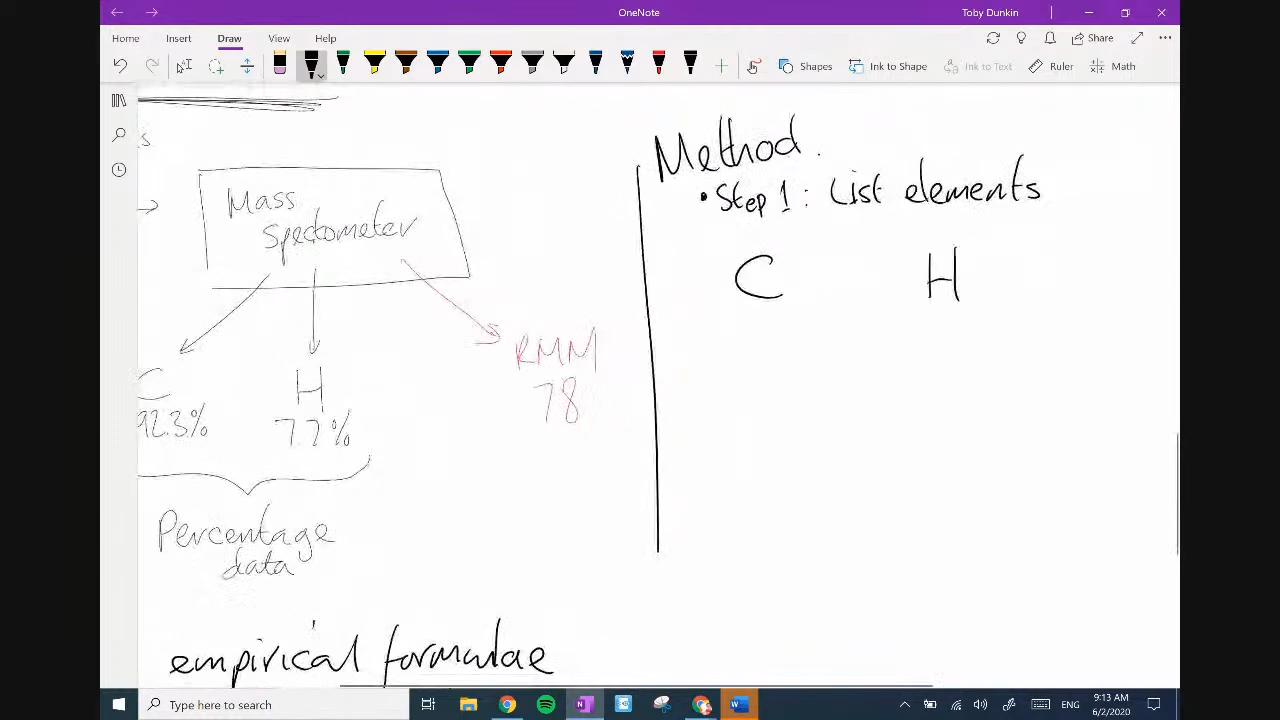 OneNote
Toby Dunkin
Home Insert Draw View Help
Share
Shapes Ink to Shape Ink to Text Ruler Math
Method.
• Step 1: List elements
C H
s
Mass
Spectometer
C H
92.3% 7.7%
RMM
78
Percentage
data
empirical formulae
Type here to search
ENG
9:13 AM
6/2/2020